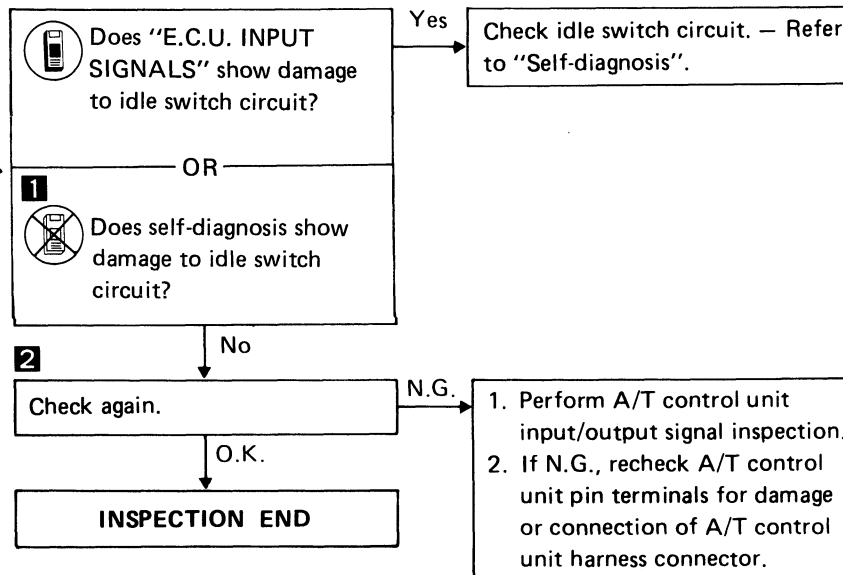 Does "E.C.U. INPUT
SIGNALS" show damage
to idle switch circuit?
Yes
Check idle switch circuit. — Refer
to "Self-diagnosis".
OR
1
Does self-diagnosis show
damage to idle switch
circuit?
No
2
Check again.
N.G.
1. Perform A/T control unit
input/output signal inspection.
2. If N.G., recheck A/T control
unit pin terminals for damage
or connection of A/T control
unit harness connector.
O.K.
INSPECTION END